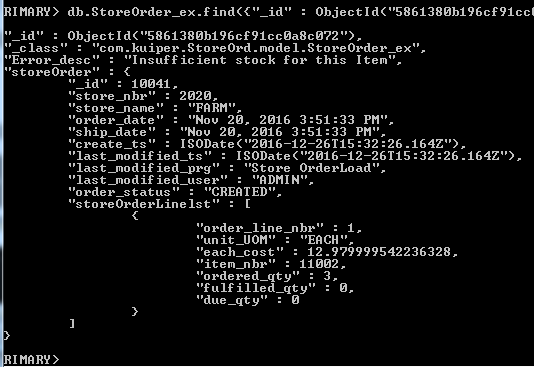 RIMARY> db.StoreOrder_ex.find({"_id" : ObjectId("5861380b196cf91cc0
"_id" : ObjectId("5861380b196cf91cc0a8c072"),
"_class" : "com.kuiper.StoreOrd.model.StoreOrder_ex",
"Error_desc" : "Insufficient stock for this Item",
"storeOrder" : {
"_id" : 10041,
"store_nbr" : 2020,
"store_name" : "FARM",
"order_date" : "Nov 20, 2016 3:51:33 PM",
"ship_date" : "Nov 20, 2016 3:51:33 PM",
"create_ts" : ISODate("2016-12-26T15:32:26.164Z"),
"last_modified_ts" : ISODate("2016-12-26T15:32:26.164Z"),
"last_modified_prg" : "Store OrderLoad",
"last_modified_user" : "ADMIN",
"order_status" : "CREATED",
"storeOrderLinelst" : [
{
"order_line_nbr" : 1,
"unit_UOM" : "EACH",
"each_cost" : 12.979999542236328,
"item_nbr" : 11002,
"ordered_qty" : 3,
"fulfilled_qty" : 0,
"due_qty" : 0
}
]
}
RIMARY>